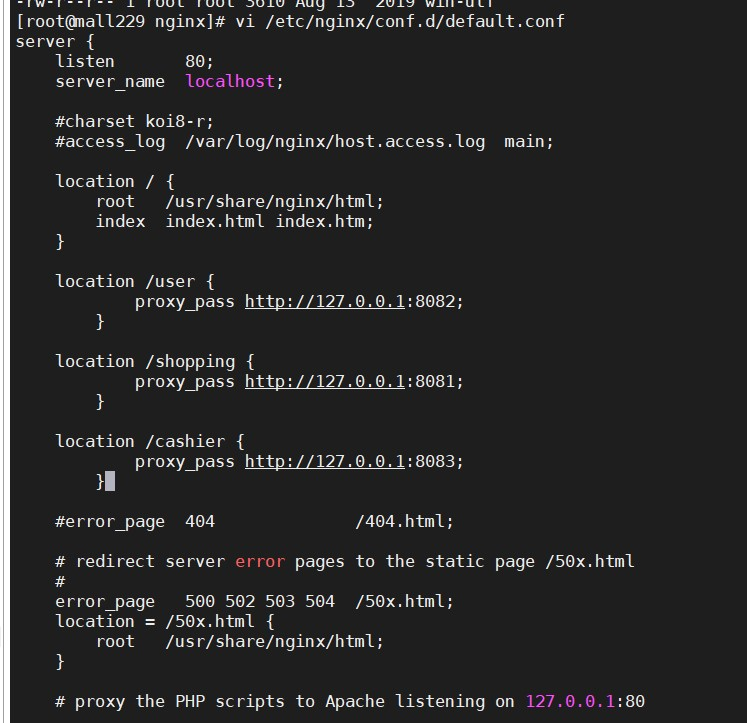 -rw-r--r-- 1 root root 3610 Aug 13  2019 win-utf
[root@mall229 nginx]# vi /etc/nginx/conf.d/default.conf
server {
    listen       80;
    server_name  localhost;

    #charset koi8-r;
    #access_log  /var/log/nginx/host.access.log  main;

    location / {
        root   /usr/share/nginx/html;
        index  index.html index.htm;
    }

    location /user {
            proxy_pass http://127.0.0.1:8082;
        }

    location /shopping {
            proxy_pass http://127.0.0.1:8081;
        }

    location /cashier {
            proxy_pass http://127.0.0.1:8083;
        }

    #error_page  404              /404.html;

    # redirect server error pages to the static page /50x.html
    #
    error_page   500 502 503 504  /50x.html;
    location = /50x.html {
        root   /usr/share/nginx/html;
    }

    # proxy the PHP scripts to Apache listening on 127.0.0.1:80